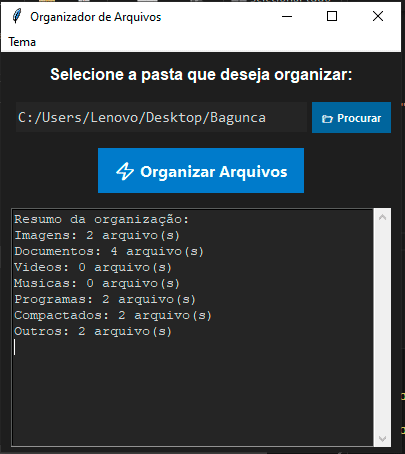 Organizador de Arquivos
Tema
Selecione a pasta que deseja organizar:
C:/Users/Lenovo/Desktop/Bagunca
Procurar
Organizar Arquivos
Resumo da organização:
Imagens: 2 arquivo(s)
Documentos: 4 arquivo(s)
Videos: 0 arquivo(s)
Musicas: 0 arquivo(s)
Programas: 2 arquivo(s)
Compactados: 2 arquivo(s)
Outros: 2 arquivo(s)